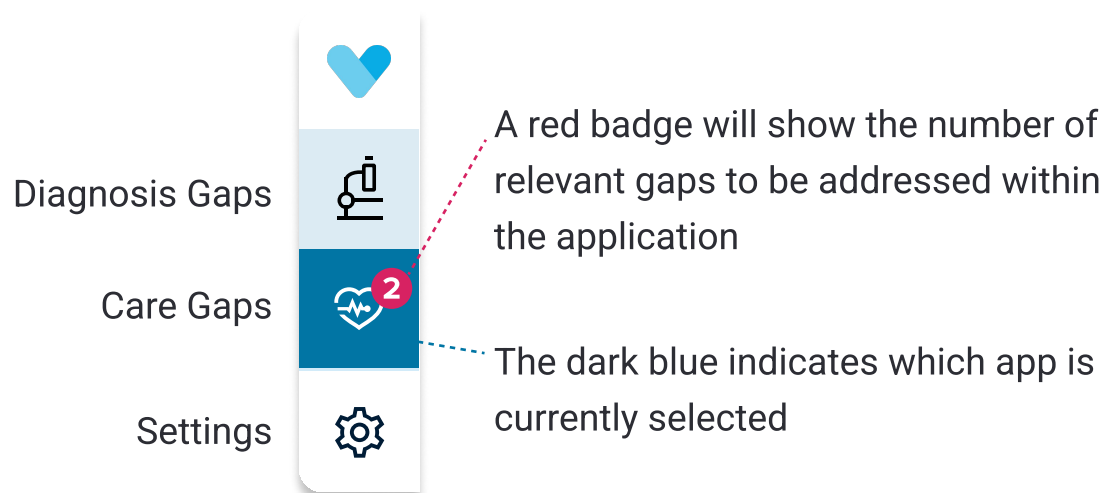 A red badge will show the number of
relevant gaps to be addressed within
the application
Diagnosis Gaps
2
Care Gaps
The dark blue indicates which app is
currently selected
Settings